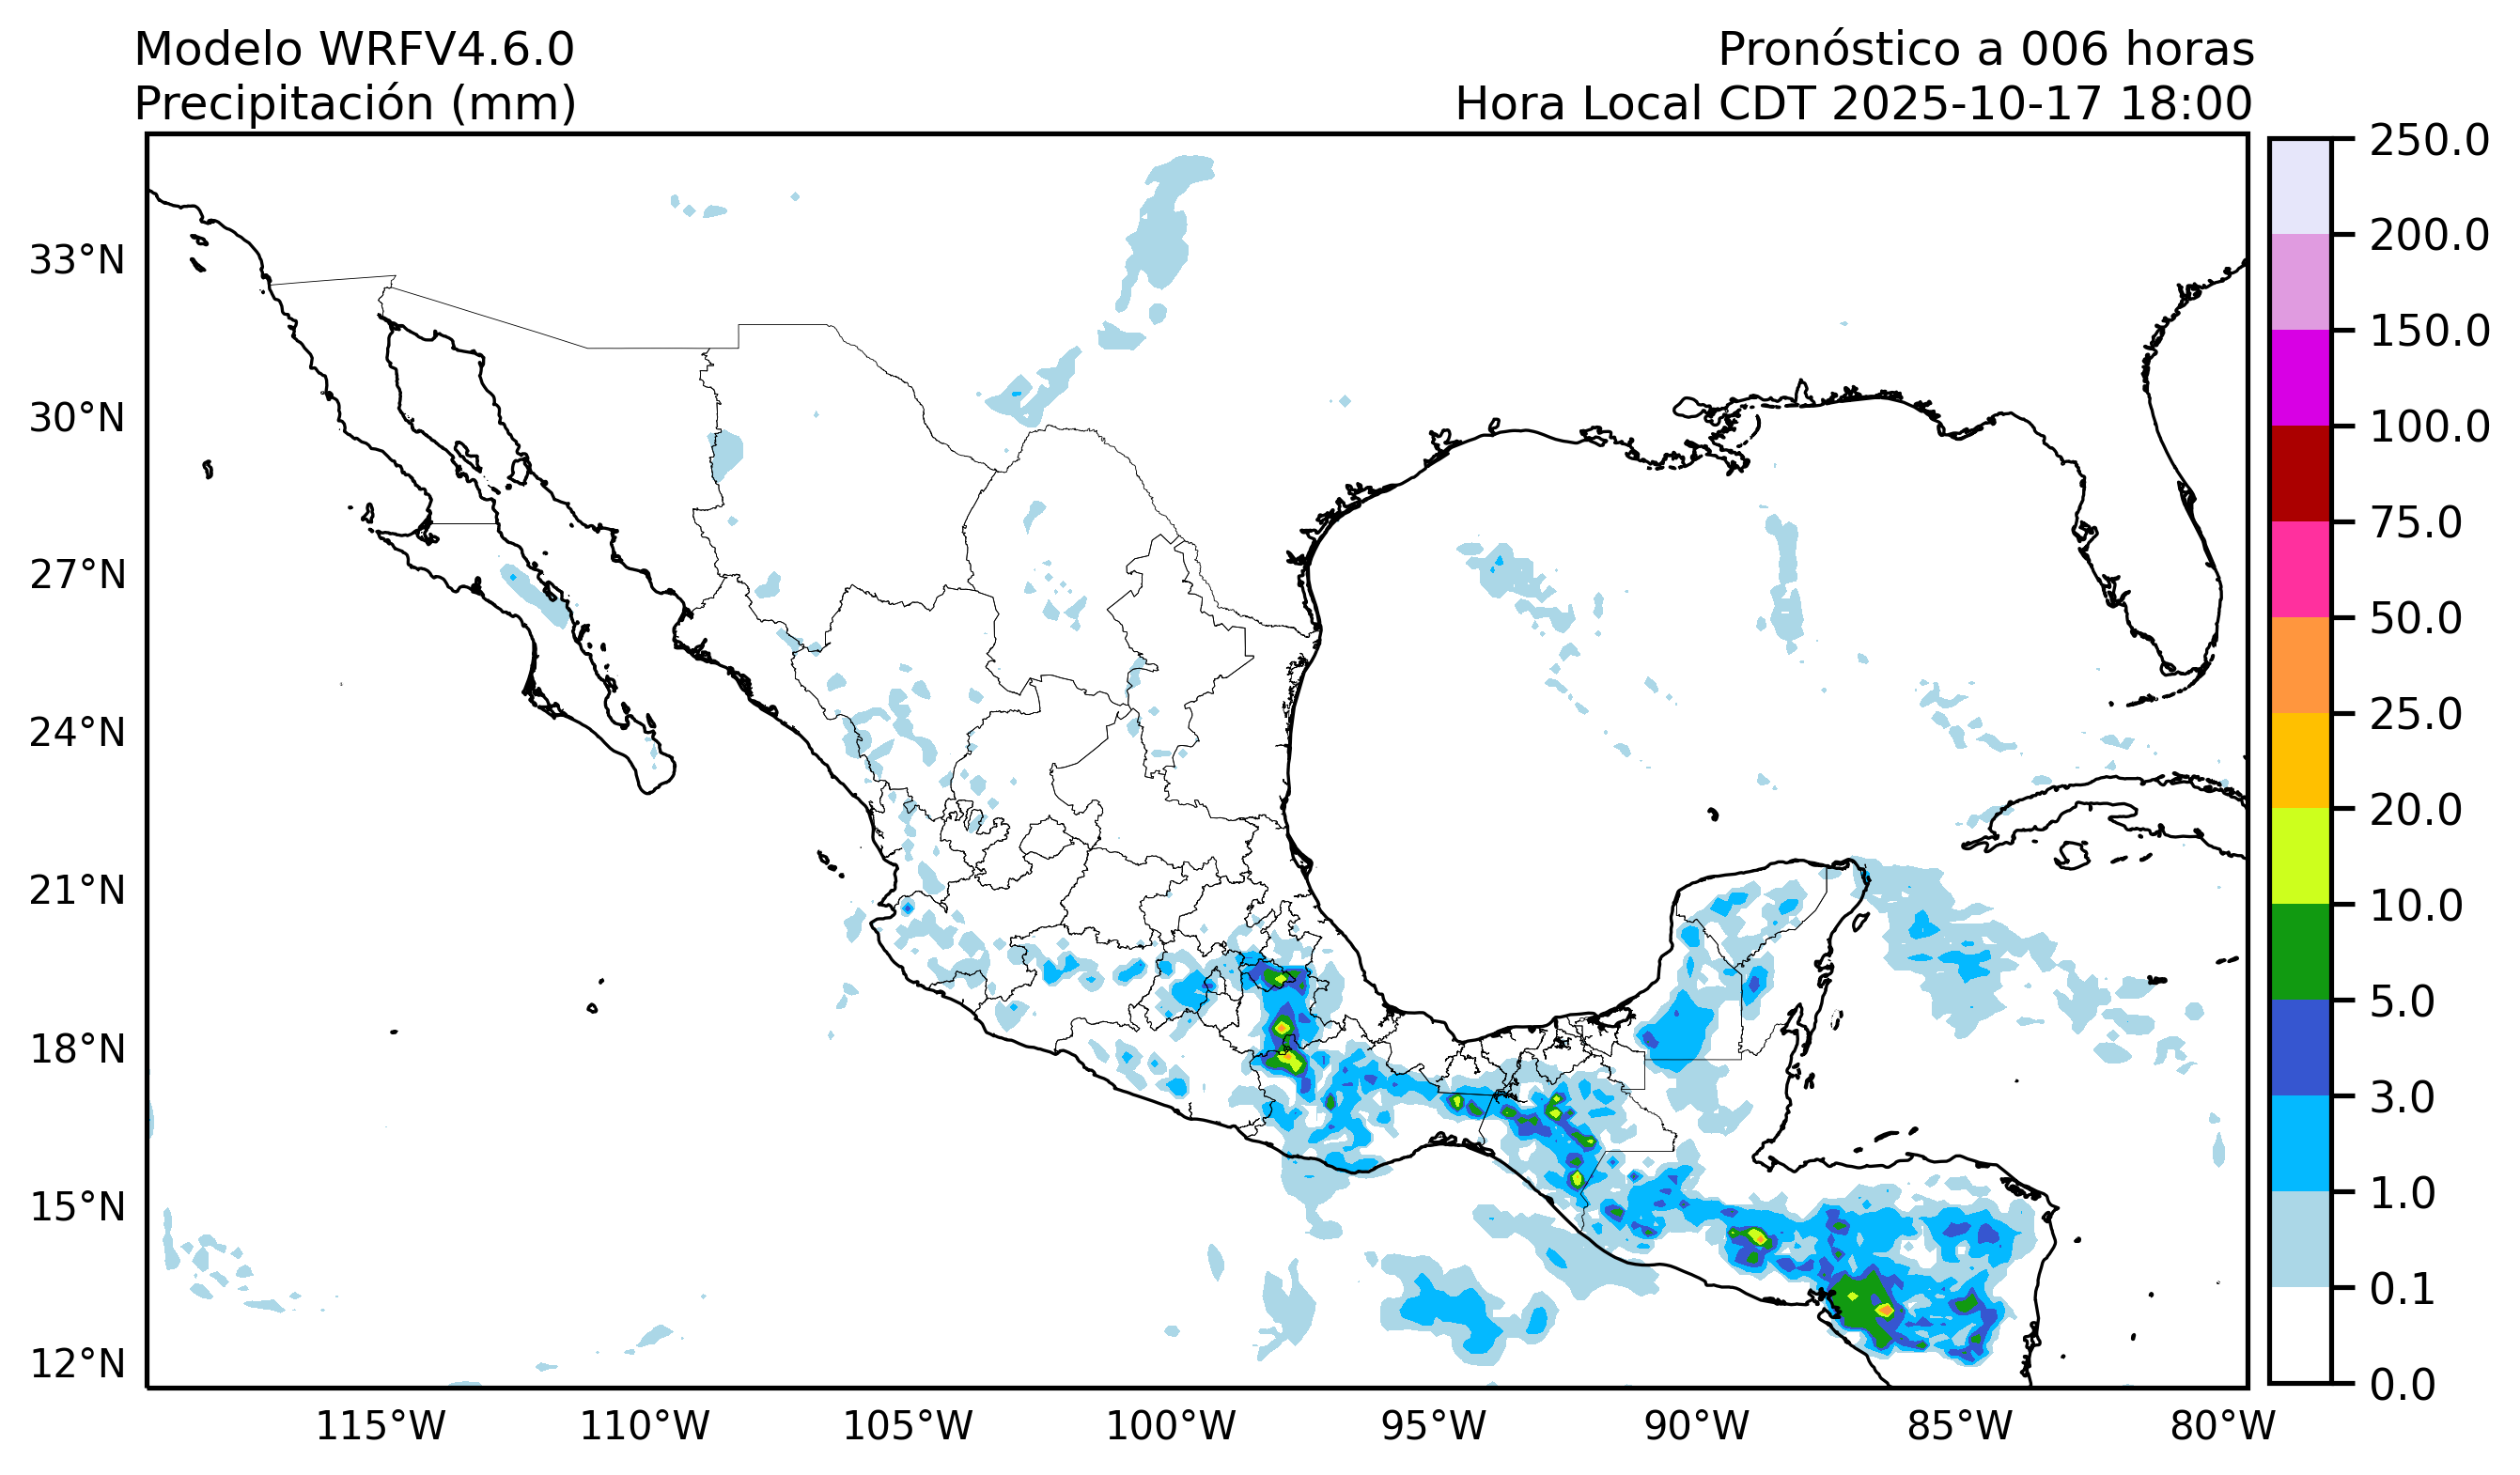 Modelo WRFV4.6.0
Precipitación (mm)
Pronóstico a 006 horas
Hora Local CDT 2025-10-17 18:00
33°N
30°N
27°N
24°N
21°N
18°N
15°N
12°N
115°W
110°W
105°W
100°W
95°W
90°W
85°W
80°W
250.0
200.0
150.0
100.0
75.0
50.0
25.0
20.0
10.0
5.0
3.0
1.0
0.1
0.0